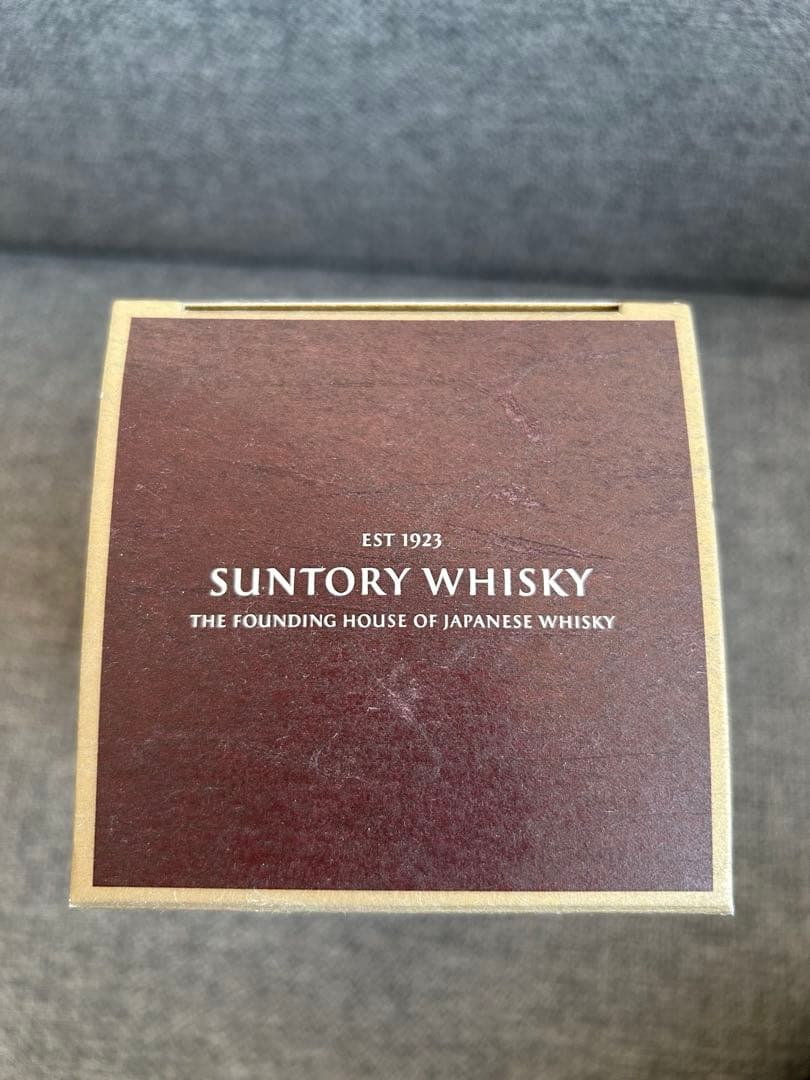 EST 1923
SUNTORY WHISKY
THE FOUNDING HOUSE OF JAPANESE WHISKY